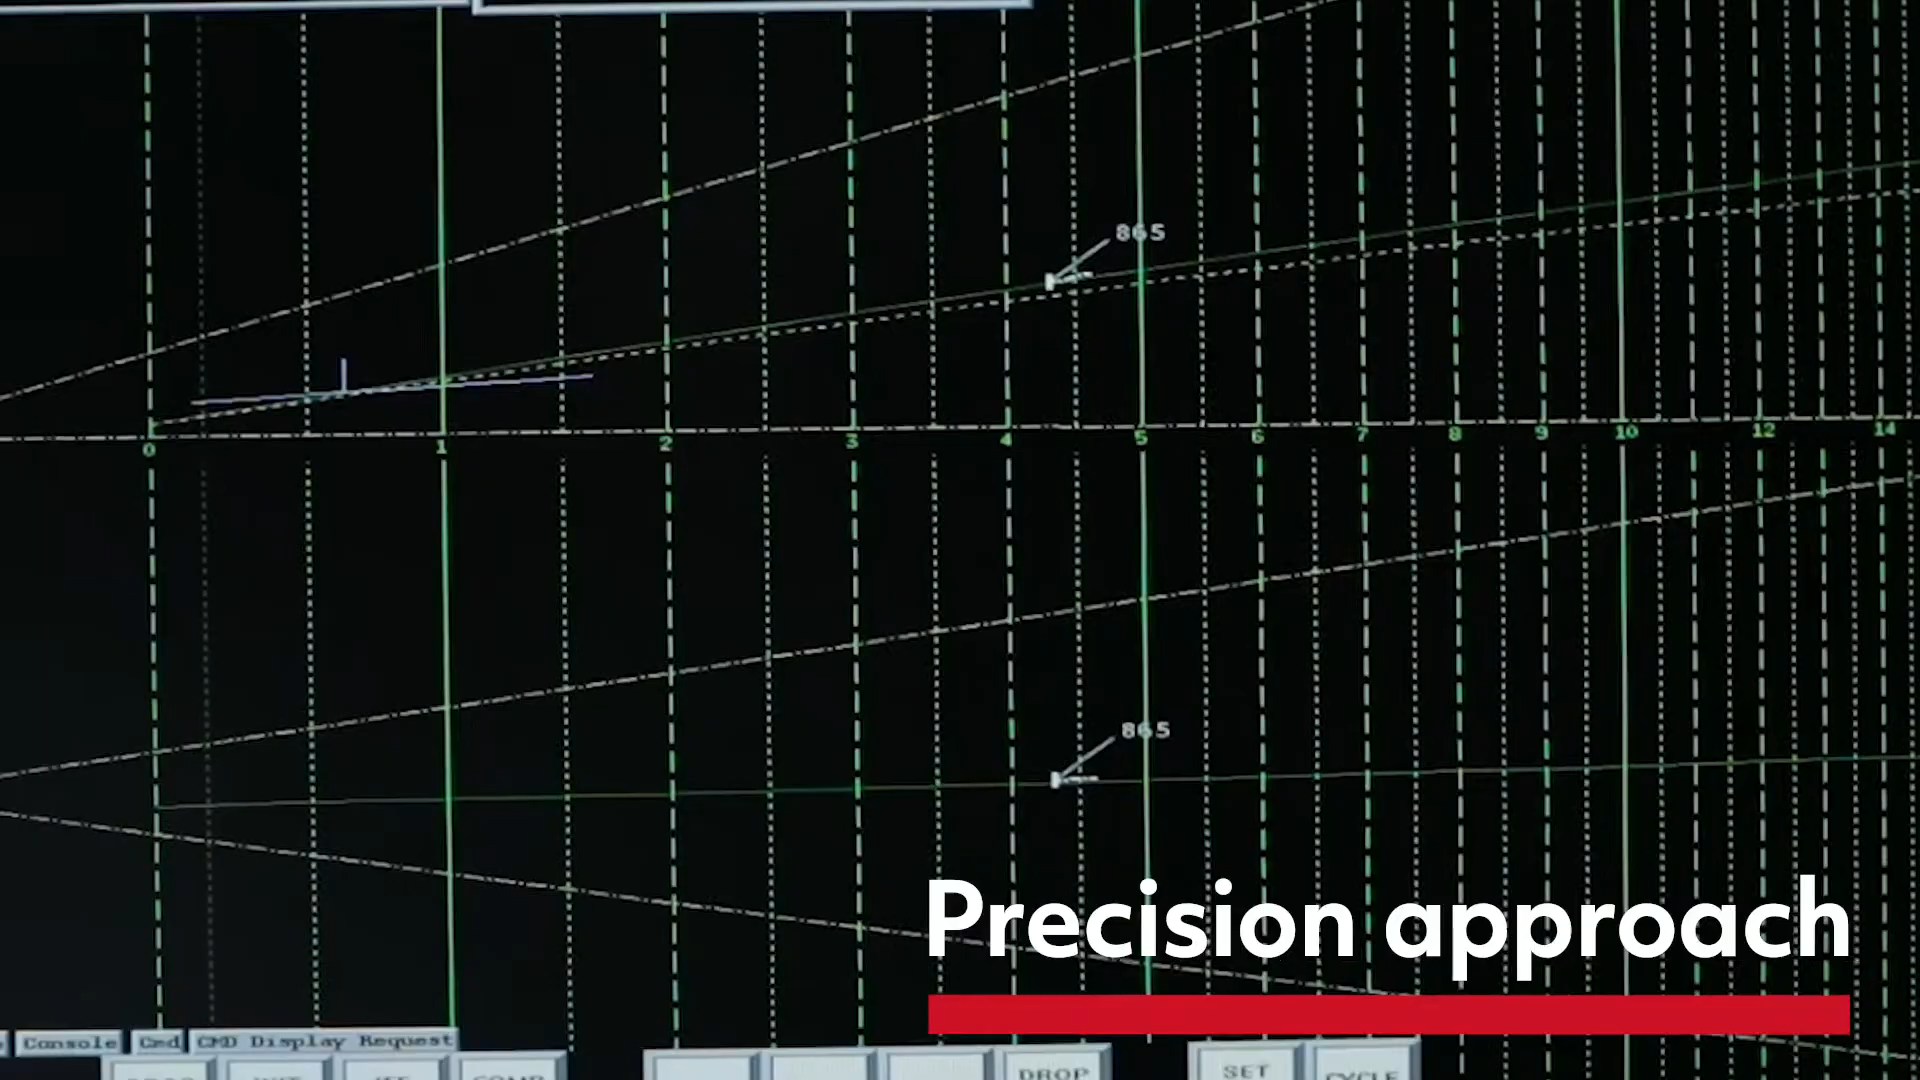 865
0 1 2 3 4 5 6 7 8 9 10 12 14
865
Precision approach
Console Cmd CMD Display Request
DROP SET CYCLE